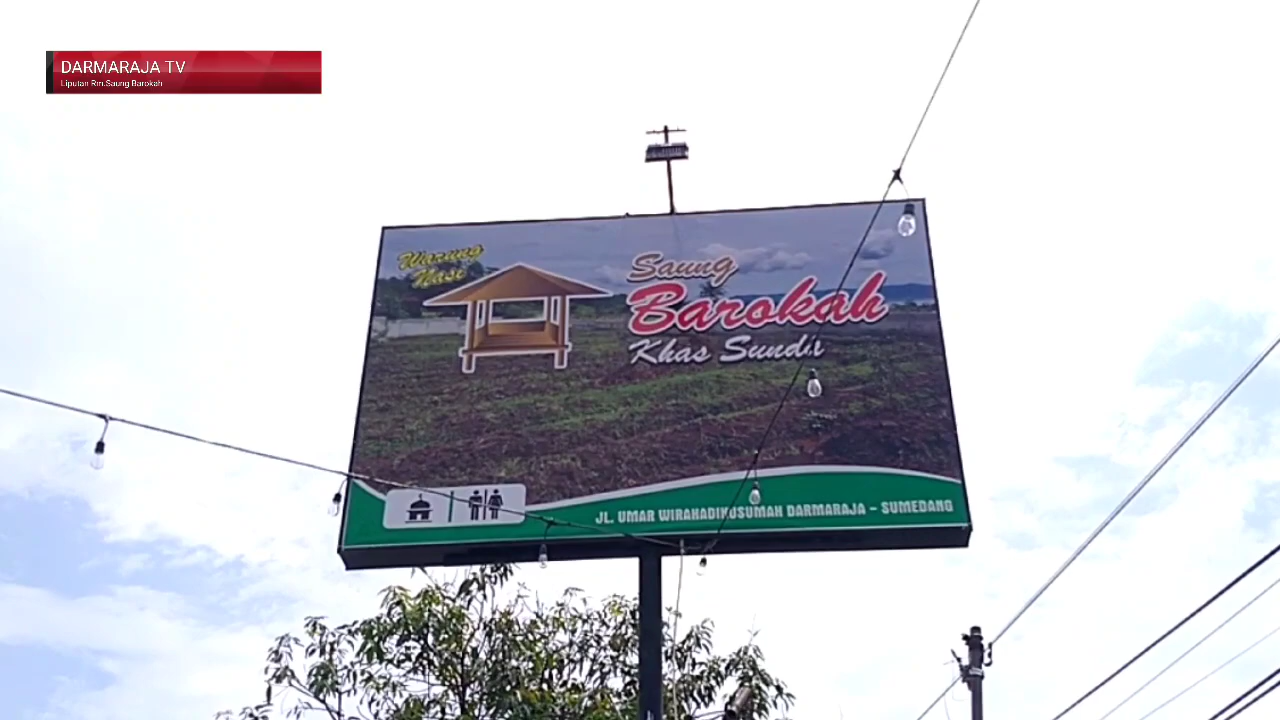 DARMARAJA TV
Liputan Rm.Saung Barokah
Warung
Nasi
Saung
Barokah
Khas Sunda
JL. UMAR WIRAHADIKUSUMAH DARMARAJA - SUMEDANG